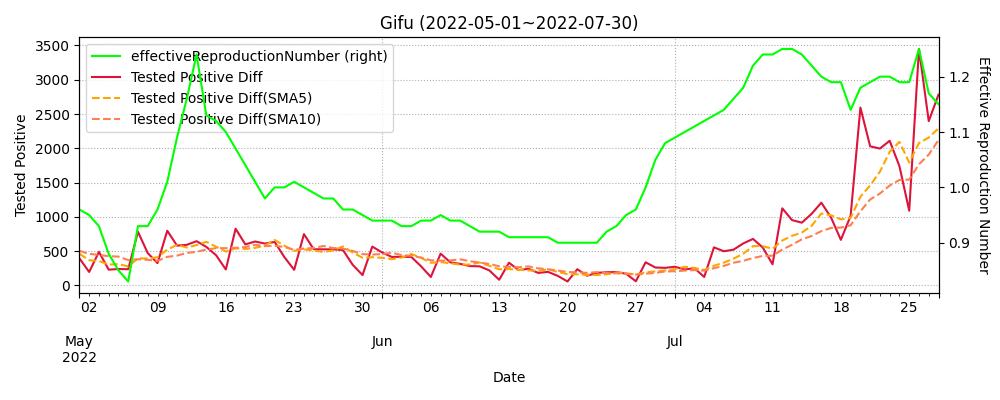 Gifu (2022-05-01~2022-07-30)
effectiveReproductionNumber (right)
Tested Positive Diff
Tested Positive Diff(SMA5)
Tested Positive Diff(SMA10)
Tested Positive
3500
3000
2500
2000
1500
1000
500
0
1.2
1.1
1.0
0.9
Effective Reproduction Number
02 09 16 23 30 06 13 20 27 04 11 18 25
May Jun Jul
2022
Date